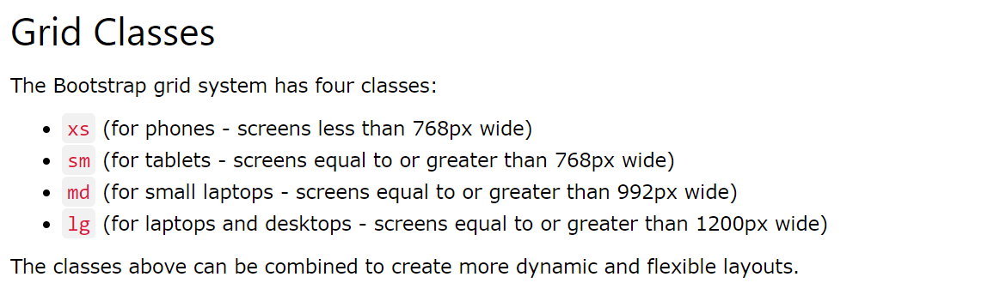 Grid Classes
The Bootstrap grid system has four classes:
• xs (for phones - screens less than 768px wide)
• sm (for tablets - screens equal to or greater than 768px wide)
• md (for small laptops - screens equal to or greater than 992px wide)
• lg (for laptops and desktops - screens equal to or greater than 1200px wide)
The classes above can be combined to create more dynamic and flexible layouts.